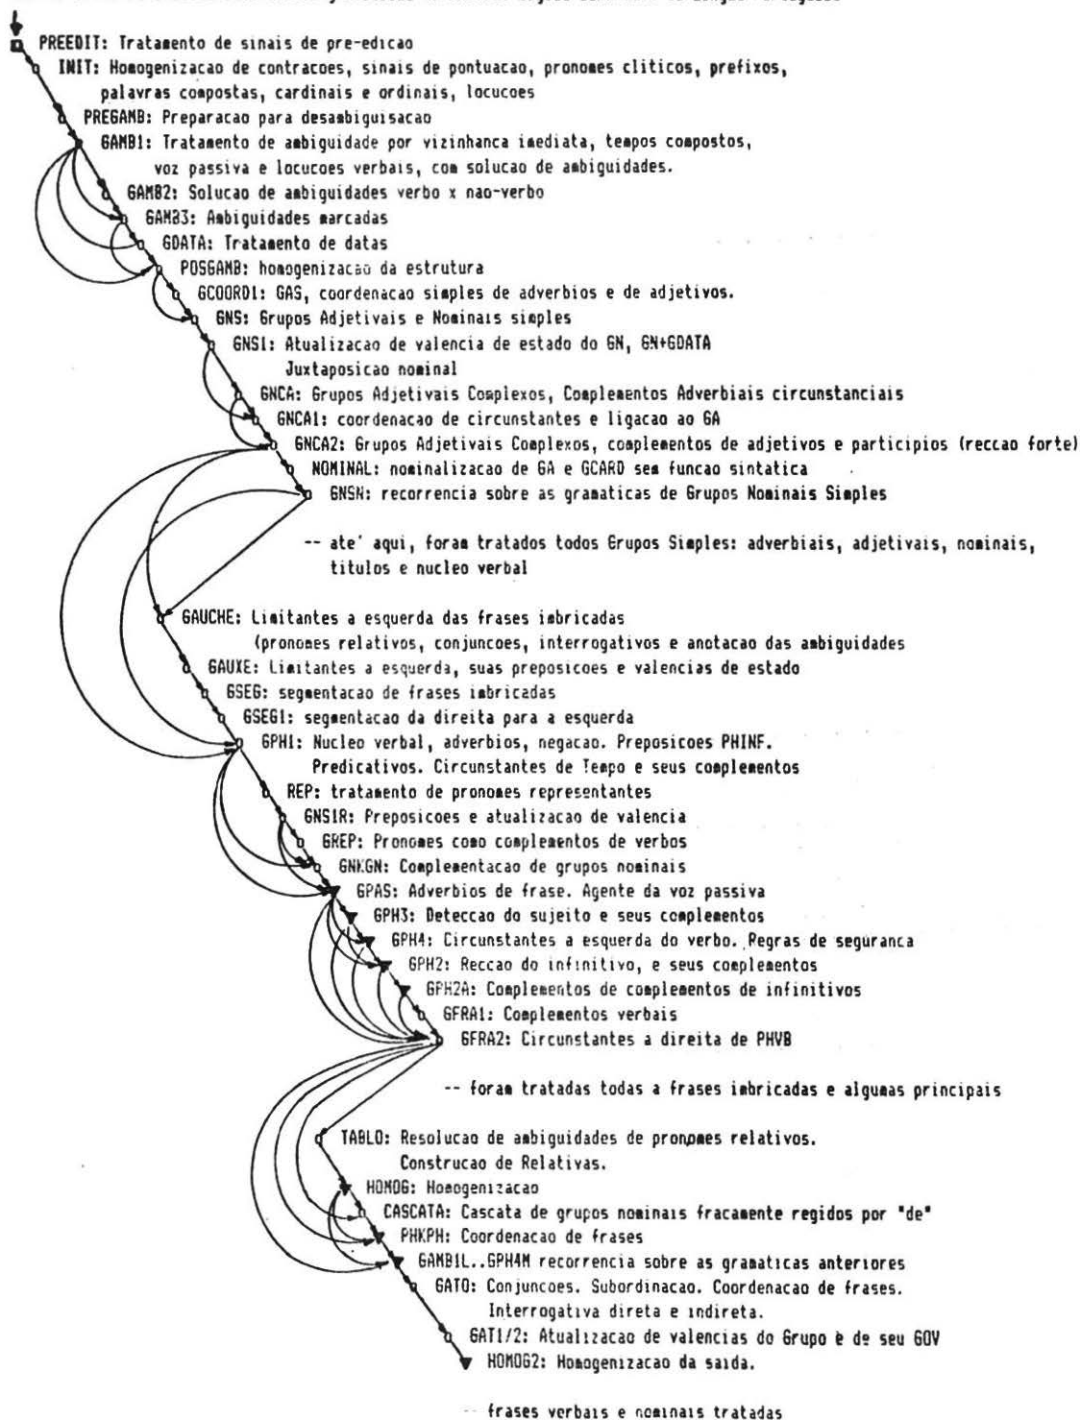 PREEDIT: Tratamento de sinais de pre-edicao
INIT: Homogenizacao de contracoes, sinais de pontuacao, pronomes cliticos, prefixos,
palavras compostas, cardinais e ordinais, locucoes
PREGAMB: Preparacao para desambiguisacao
GAMB1: Tratamento de ambiguidade por vizinhanca imediata, tempos compostos,
voz passiva e locucoes verbais, com solucao de ambiguidades.
GAMB2: Solucao de ambiguidades verbo x nao-verbo
GAMB3: Ambiguidades marcadas
GDATA: Tratamento de datas
POSGAMB: homogenizacao da estrutura
GCOORD1: GAS, coordenacao simples de adverbios e de adjetivos.
GNS: Grupos Adjetivais e Nominais simples
GNS1: Atualizacao de valencia de estado do GN, GN+GDATA
Juxtaposicao nominal
GNCA: Grupos Adjetivais Complexos, Complementos Adverbiais circunstanciais
GNCA1: coordenacao de circunstantes e ligacao ao GA
GNCA2: Grupos Adjetivais Complexos, complementos de adjetivos e participios (reccao forte)
NOMINAL: nominalizacao de GA e GCARD sem funcao sintatica
GNSN: recorrencia sobre as gramaticas de Grupos Nominais Simples
-- ate' aqui, foram tratados todos Grupos Simples: adverbiais, adjetivais, nominais,
titulos e nucleo verbal
GAUCHE: Limitantes a esquerda das frases imbricadas
(pronomes relativos, conjuncoes, interrogativos e anotacao das ambiguidades
GAUXE: Limitantes a esquerda, suas preposicoes e valencias de estado
GSEG: segmentacao de frases imbricadas
GSEG1: segmentacao da direita para a esquerda
GPH1: Nucleo verbal, adverbios, negacao. Preposicoes PHINF.
Predicativos. Circunstantes de Tempo e seus complementos
REP: tratamento de pronomes representantes
GNS1R: Preposicoes e atualizacao de valencia
GREP: Pronomes como complementos de verbos
GNKGN: Complementacao de grupos nominais
GPAS: Adverbios de frase. Agente da voz passiva
GPH3: Deteccao do sujeito e seus complementos
GPH4: Circunstantes a esquerda do verbo. Regras de seguranca
GPH2: Reccao do infinitivo, e seus complementos
GPH2A: Complementos de complementos de infinitivos
GFRA1: Complementos verbais
GFRA2: Circunstantes a direita de PHVB
-- foram tratadas todas a frases imbricadas e algumas principais
TABLO: Resolucao de ambiguidades de pronomes relativos.
Construcao de Relativas.
HOMOG: Homogenizacao
CASCATA: Cascata de grupos nominais fracamente regidos por "de"
PHKPH: Coordenacao de frases
GAMB1L..GPH4M recorrencia sobre as gramaticas anteriores
GATO: Conjuncoes. Subordinacao. Coordenacao de frases.
Interrogativa direta e indireta.
GAT1/2: Atualizacao de valencias do Grupo e de seu GOV
HOMOG2: Homogenizacao da saida.
-- frases verbais e nominais tratadas